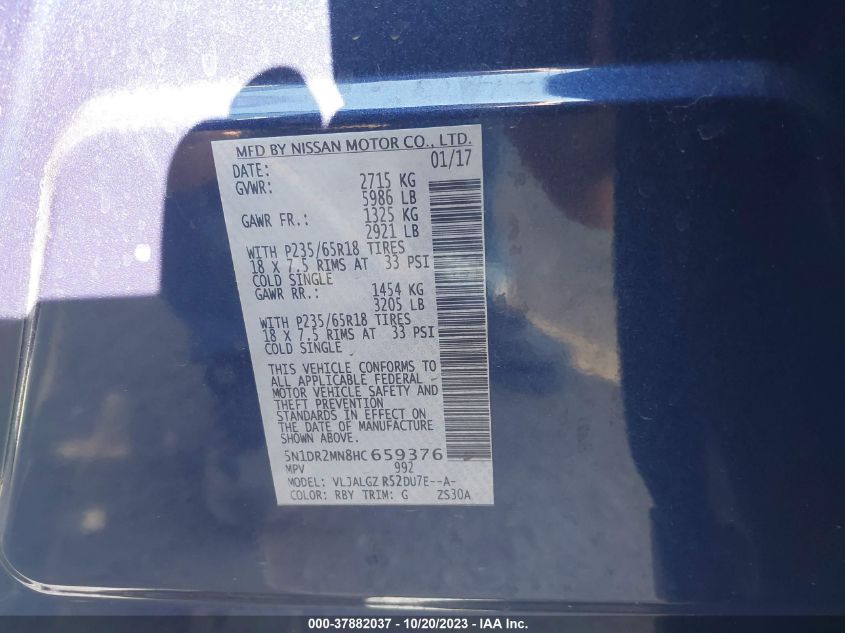 MFD BY NISSAN MOTOR CO., LTD.
DATE: 01/17
GVWR: 2715 KG
5986 LB
GAWR FR.: 1325 KG
2921 LB
WITH P235/65R18 TIRES
18 X 7.5 RIMS AT 33 PSI
COLD SINGLE
GAWR RR.: 1454 KG
3205 LB
WITH P235/65R18 TIRES
18 X 7.5 RIMS AT 33 PSI
COLD SINGLE
THIS VEHICLE CONFORMS TO
ALL APPLICABLE FEDERAL
MOTOR VEHICLE SAFETY AND
THEFT PREVENTION
STANDARDS IN EFFECT ON
THE DATE OF MANUFACTURE
SHOWN ABOVE.
5N1DR2MN8HC659376
MPV 992
MODEL: VLJALGZ R52DU7E--A-
COLOR: RBY TRIM: G ZS30A
000-37882037 - 10/20/2023 - IAA Inc.